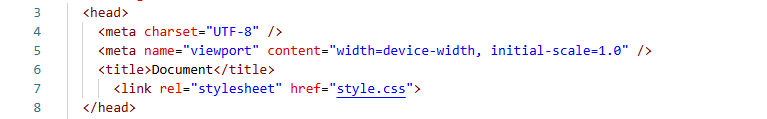 3 <head>
4 <meta charset="UTF-8" />
5 <meta name="viewport" content="width=device-width, initial-scale=1.0" />
6 <title>Document</title>
7 <link rel="stylesheet" href="style.css">
8 </head>